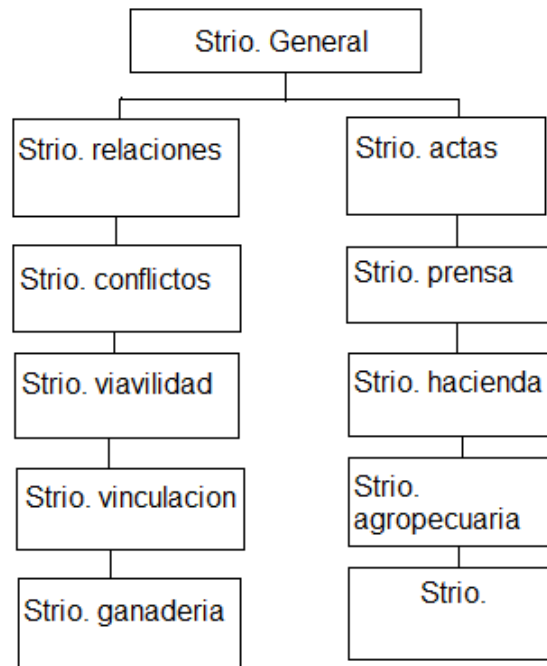 Strio. General
Strio. relaciones
Strio. actas
Strio. conflictos
Strio. prensa
Strio. viavilidad
Strio. hacienda
Strio. vinculacion
Strio.
agropecuaria
Strio. ganaderia
Strio.